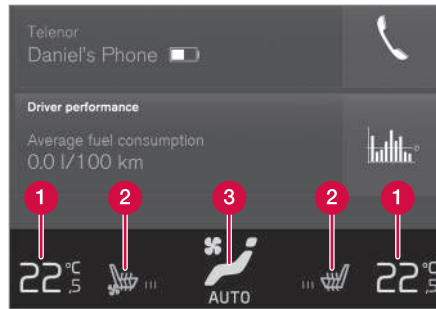 Telenor
Daniel's Phone
Driver performance
Average fuel consumption
0.0 l/100 km
1 2 3 2 1
22 °C ,5 22 °C ,5
AUTO